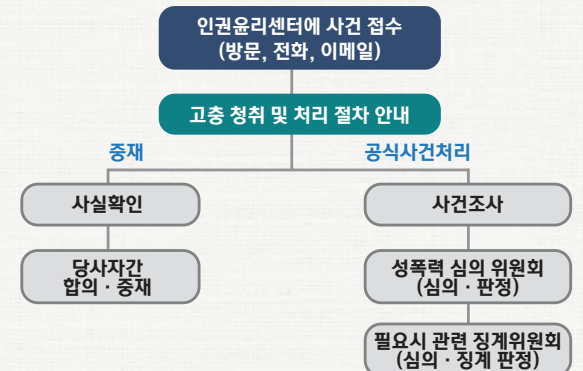 인권윤리센터에 사건 접수
(방문, 전화, 이메일)
고충 청취 및 처리 절차 안내
중재
공식사건처리
사실확인
사건조사
당사자간
합의 · 중재
성폭력 심의 위원회
(심의 · 판정)
필요시 관련 징계위원회
(심의 · 징계 판정)